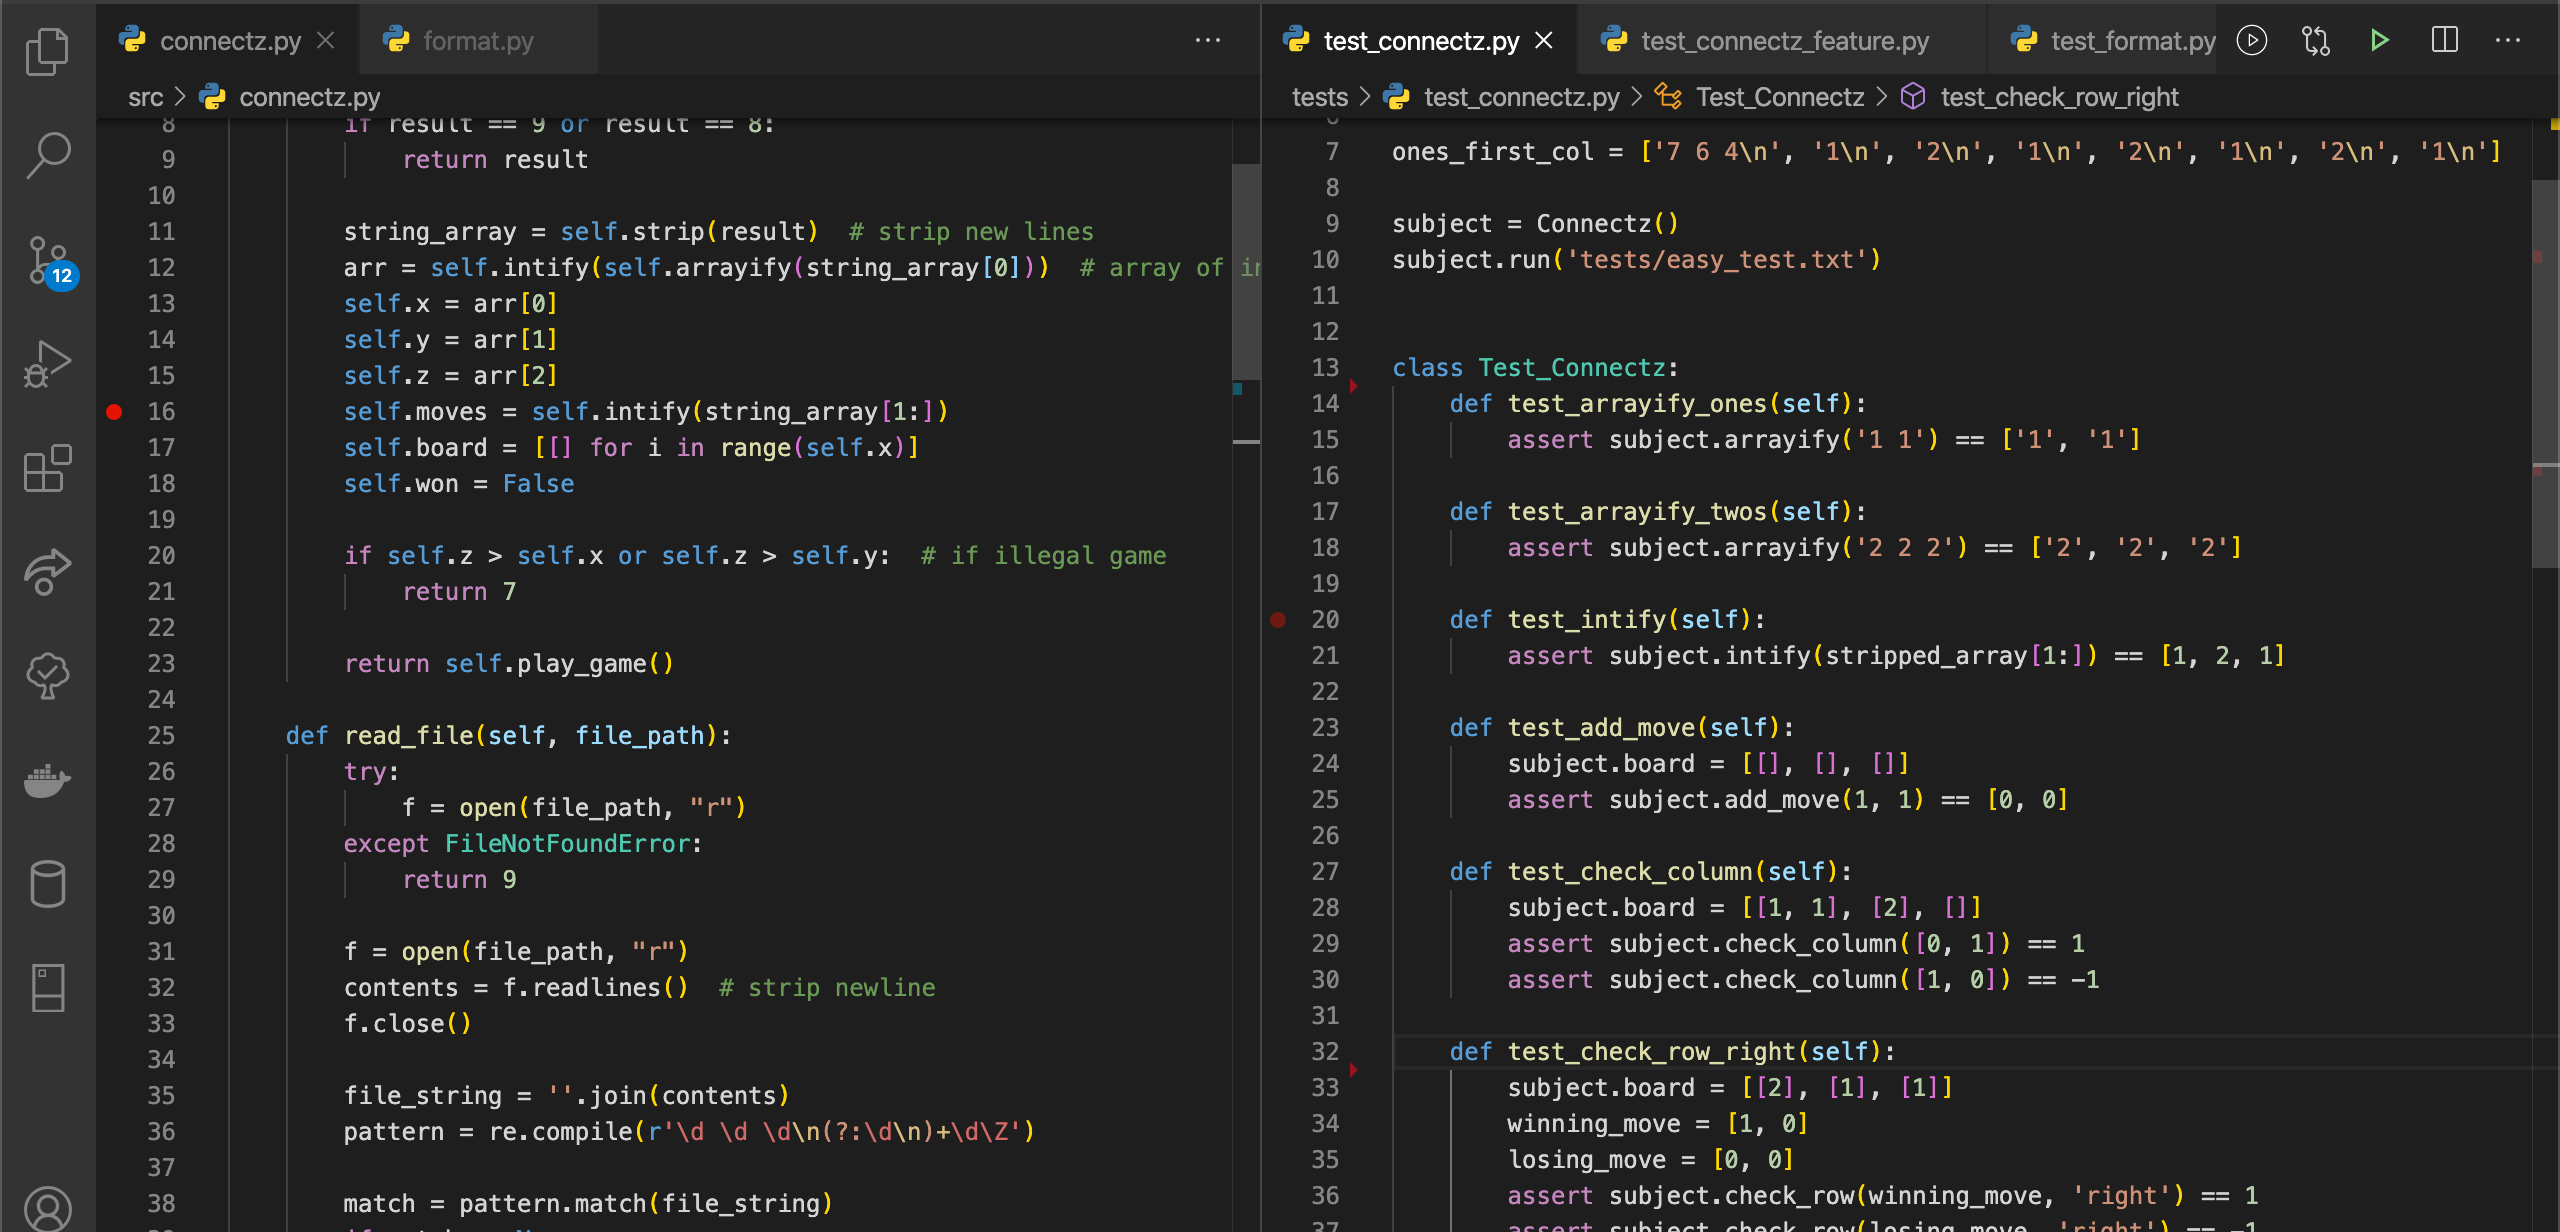 connectz.py
format.py
src > connectz.py
8 if result == 9 or result == 8:
9 return result
10
11 string_array = self.strip(result)  # strip new lines
12 arr = self.intify(self.arrayify(string_array[0]))  # array of
13 self.x = arr[0]
14 self.y = arr[1]
15 self.z = arr[2]
16 self.moves = self.intify(string_array[1:])
17 self.board = [[] for i in range(self.x)]
18 self.won = False
19
20 if self.z > self.x or self.z > self.y:  # if illegal game
21 return 7
22
23 return self.play_game()
24
25 def read_file(self, file_path):
26 try:
27 f = open(file_path, "r")
28 except FileNotFoundError:
29 return 9
30
31 f = open(file_path, "r")
32 contents = f.readlines()  # strip newline
33 f.close()
34
35 file_string = ''.join(contents)
36 pattern = re.compile(r'\d \d \d\n(?:\d\n)+\d\Z')
37
38 match = pattern.match(file_string)
12
test_connectz.py
test_connectz_feature.py
test_format.py
tests > test_connectz.py > Test_Connectz > test_check_row_right
7 ones_first_col = ['7 6 4\n', '1\n', '2\n', '1\n', '2\n', '1\n', '2\n', '1\n']
8
9 subject = Connectz()
10 subject.run('tests/easy_test.txt')
11
12
13 class Test_Connectz:
14 def test_arrayify_ones(self):
15 assert subject.arrayify('1 1') == ['1', '1']
16
17 def test_arrayify_twos(self):
18 assert subject.arrayify('2 2 2') == ['2', '2', '2']
19
20 def test_intify(self):
21 assert subject.intify(stripped_array[1:]) == [1, 2, 1]
22
23 def test_add_move(self):
24 subject.board = [[], [], []]
25 assert subject.add_move(1, 1) == [0, 0]
26
27 def test_check_column(self):
28 subject.board = [[1, 1], [2], []]
29 assert subject.check_column([0, 1]) == 1
30 assert subject.check_column([1, 0]) == -1
31
32 def test_check_row_right(self):
33 subject.board = [[2], [1], [1]]
34 winning_move = [1, 0]
35 losing_move = [0, 0]
36 assert subject.check_row(winning_move, 'right') == 1
37 assert subject.check_row(losing_move, 'right') == -1